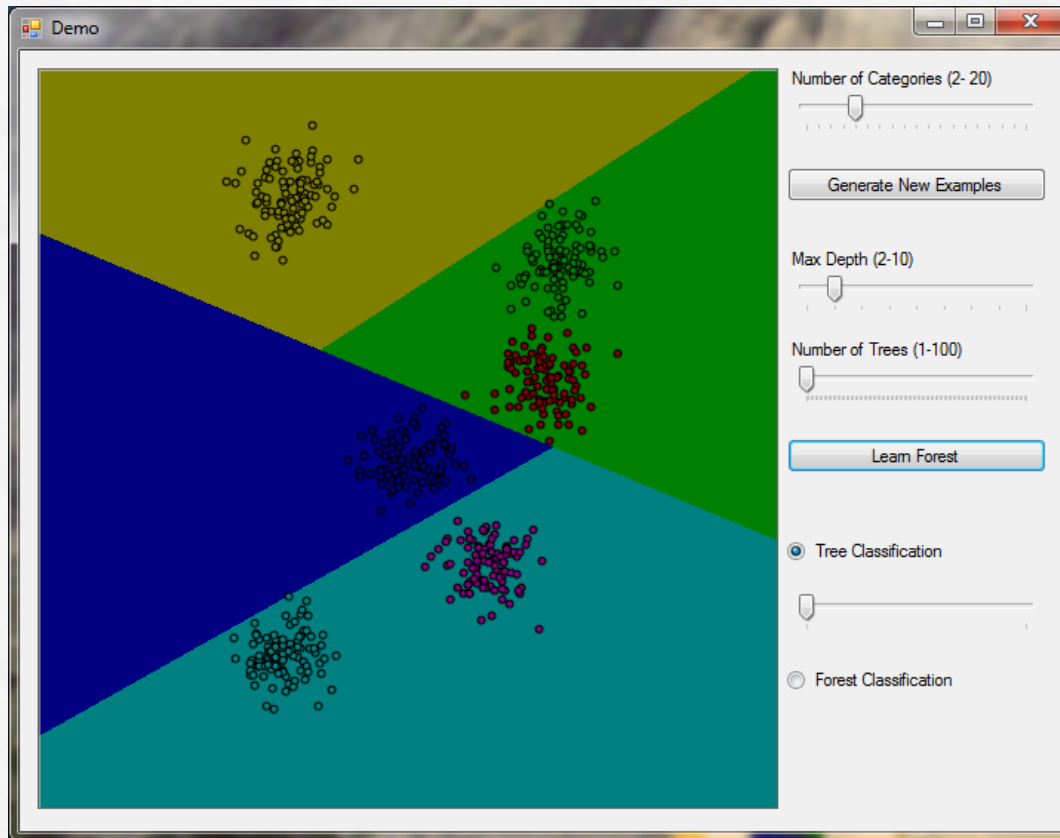 Demo
Number of Categories (2- 20)
Generate New Examples
Max Depth (2-10)
Number of Trees (1-100)
Learn Forest
Tree Classification
Forest Classification